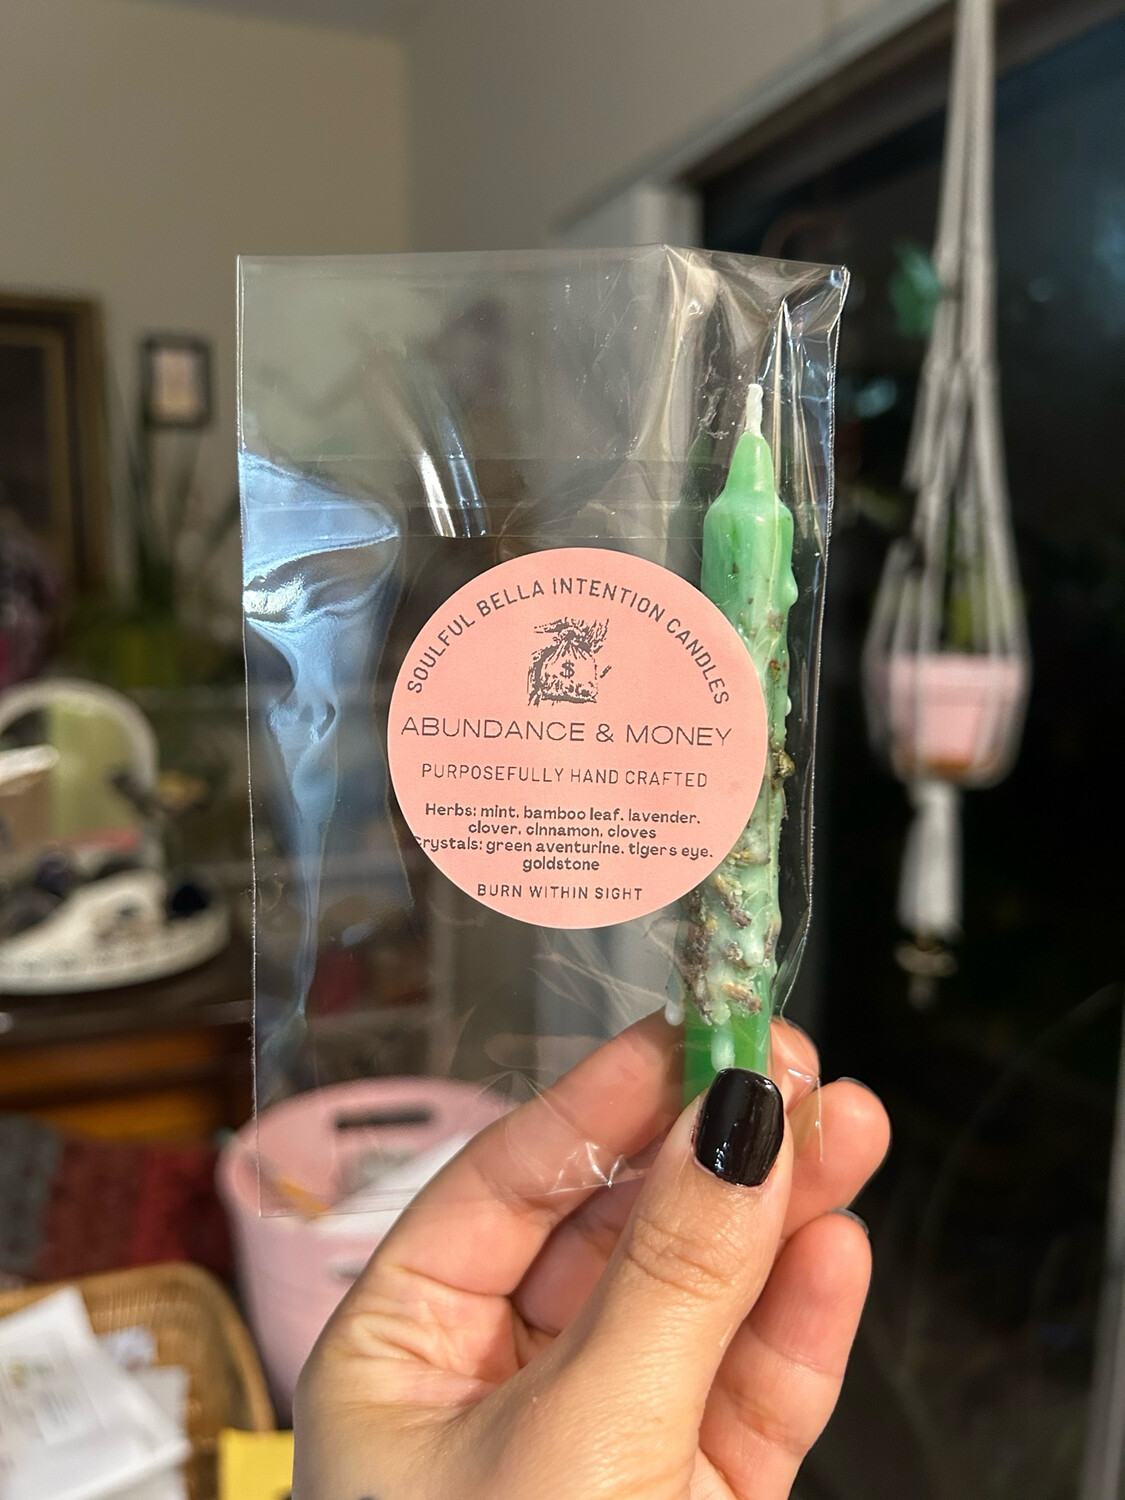 SOULFUL BELLA INTENTION CANDLES
$
ABUNDANCE & MONEY
PURPOSEFULLY HAND CRAFTED
Herbs: mint, bamboo leaf, lavender,
clover, cinnamon, cloves
Crystals: green aventurine, tigers eye,
goldstone
BURN WITHIN SIGHT